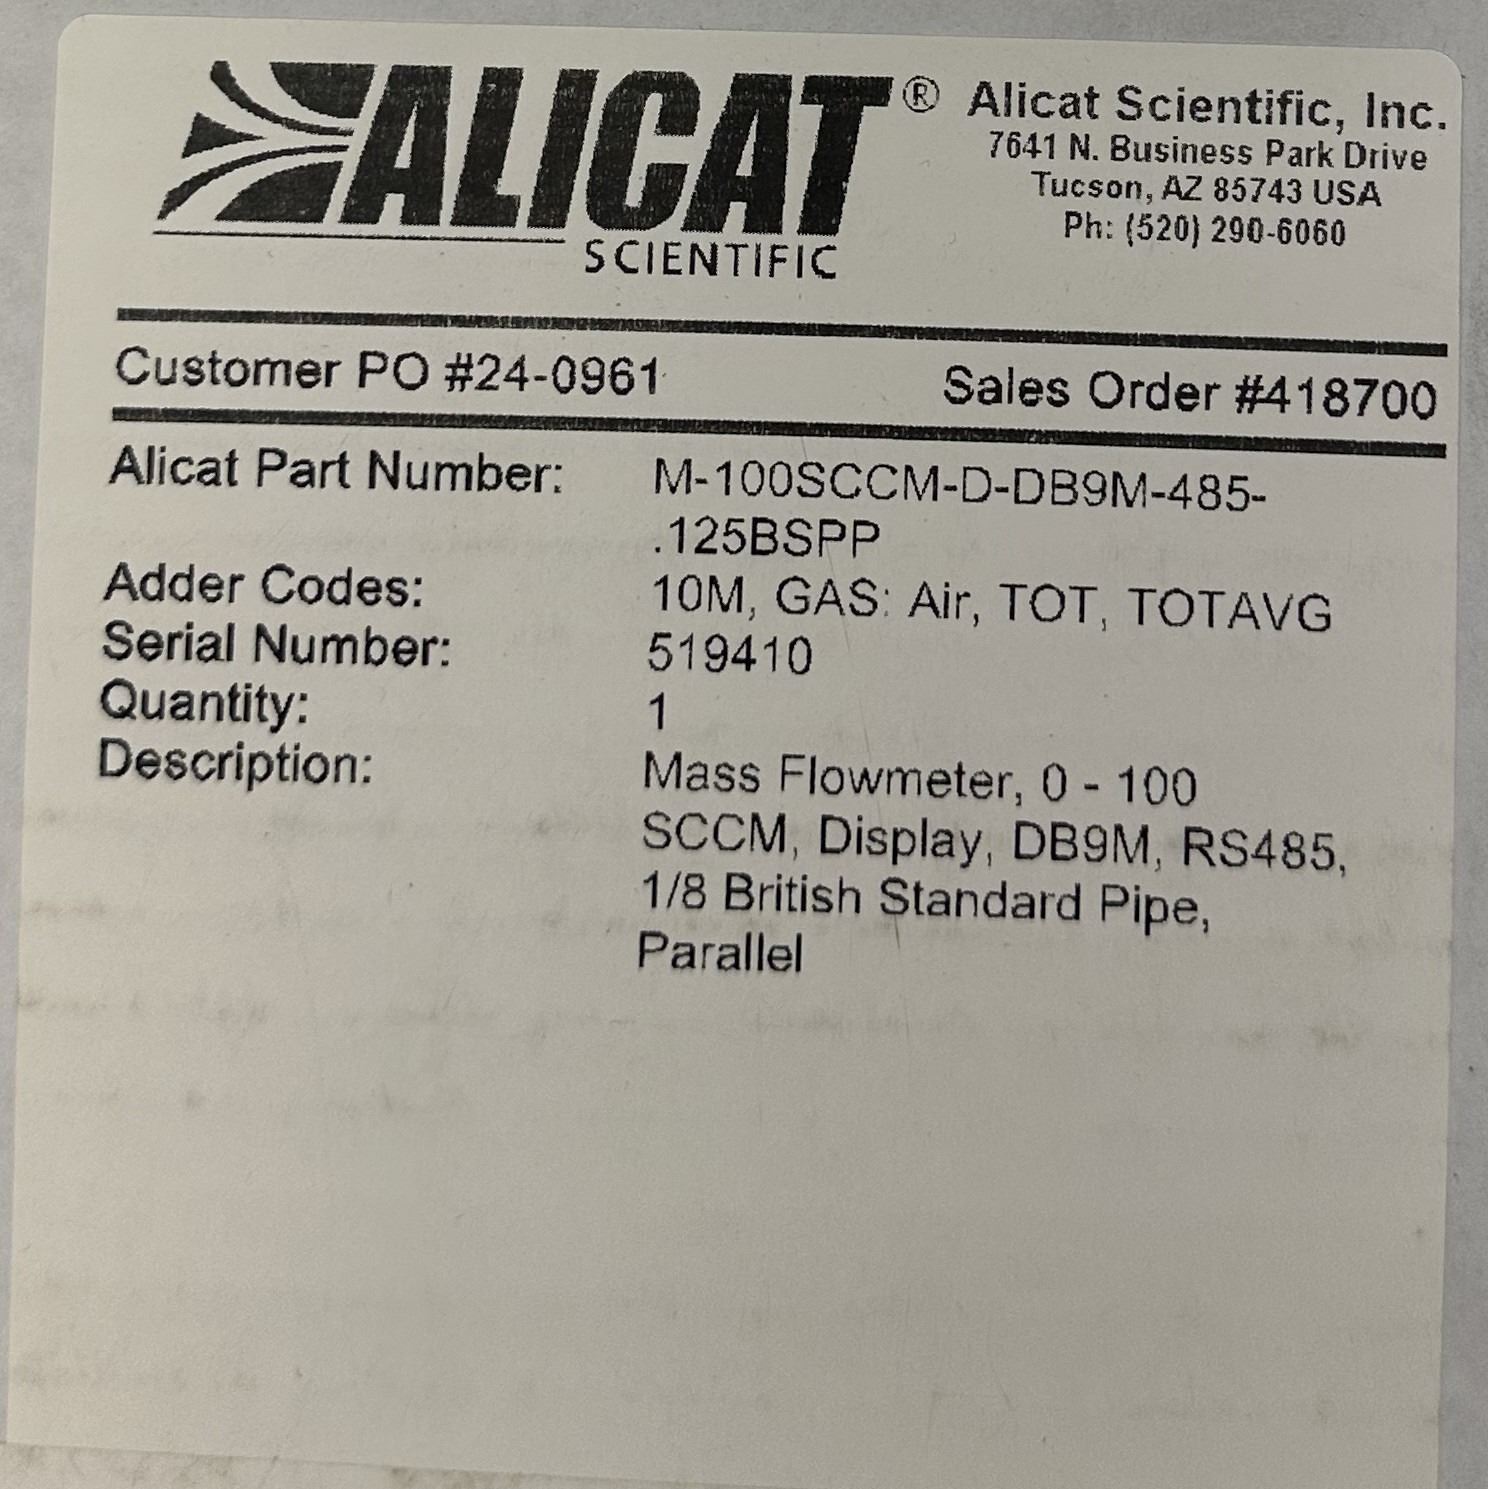 ALICAT® Alicat Scientific, Inc.
SCIENTIFIC
7641 N. Business Park Drive
Tucson, AZ 85743 USA
Ph: (520) 290-6060
Customer PO #24-0961 Sales Order #418700
Alicat Part Number: M-100SCCM-D-DB9M-485-
.125BSPP
Adder Codes: 10M, GAS: Air, TOT, TOTAVG
Serial Number: 519410
Quantity: 1
Description: Mass Flowmeter, 0 - 100
SCCM, Display, DB9M, RS485,
1/8 British Standard Pipe,
Parallel